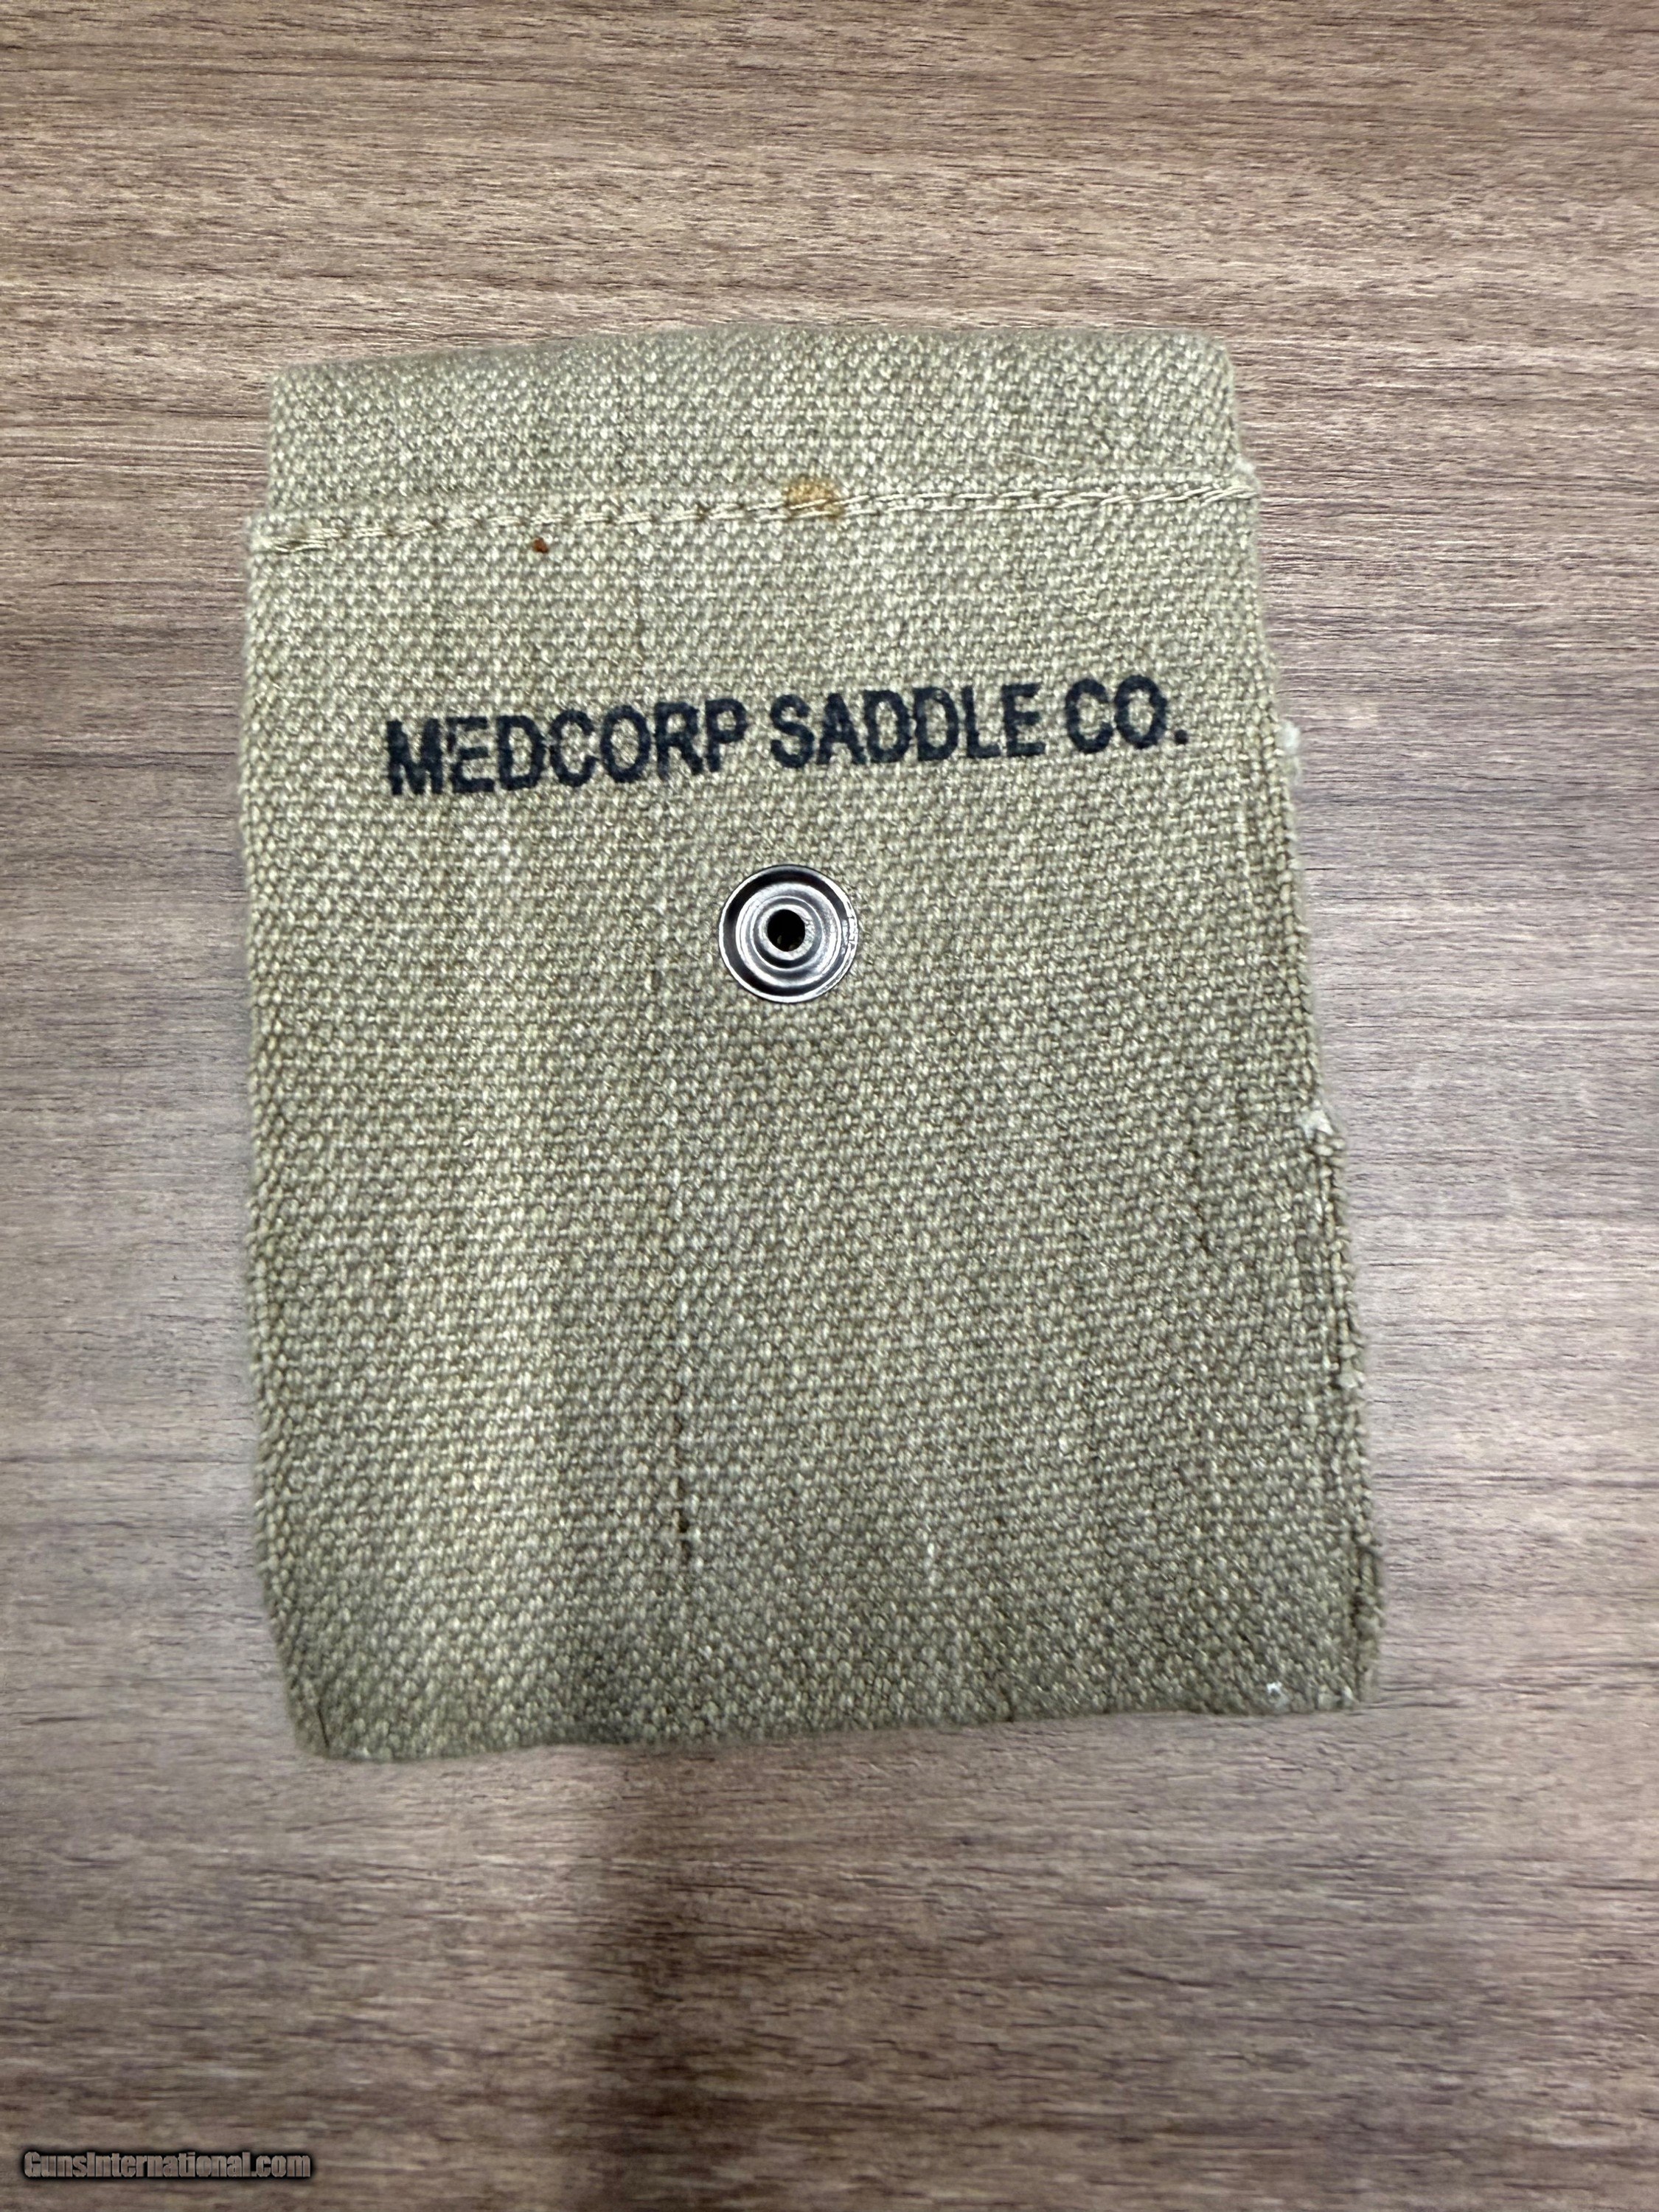 MEDCORP SADDLE CO.
GunsInternational.com